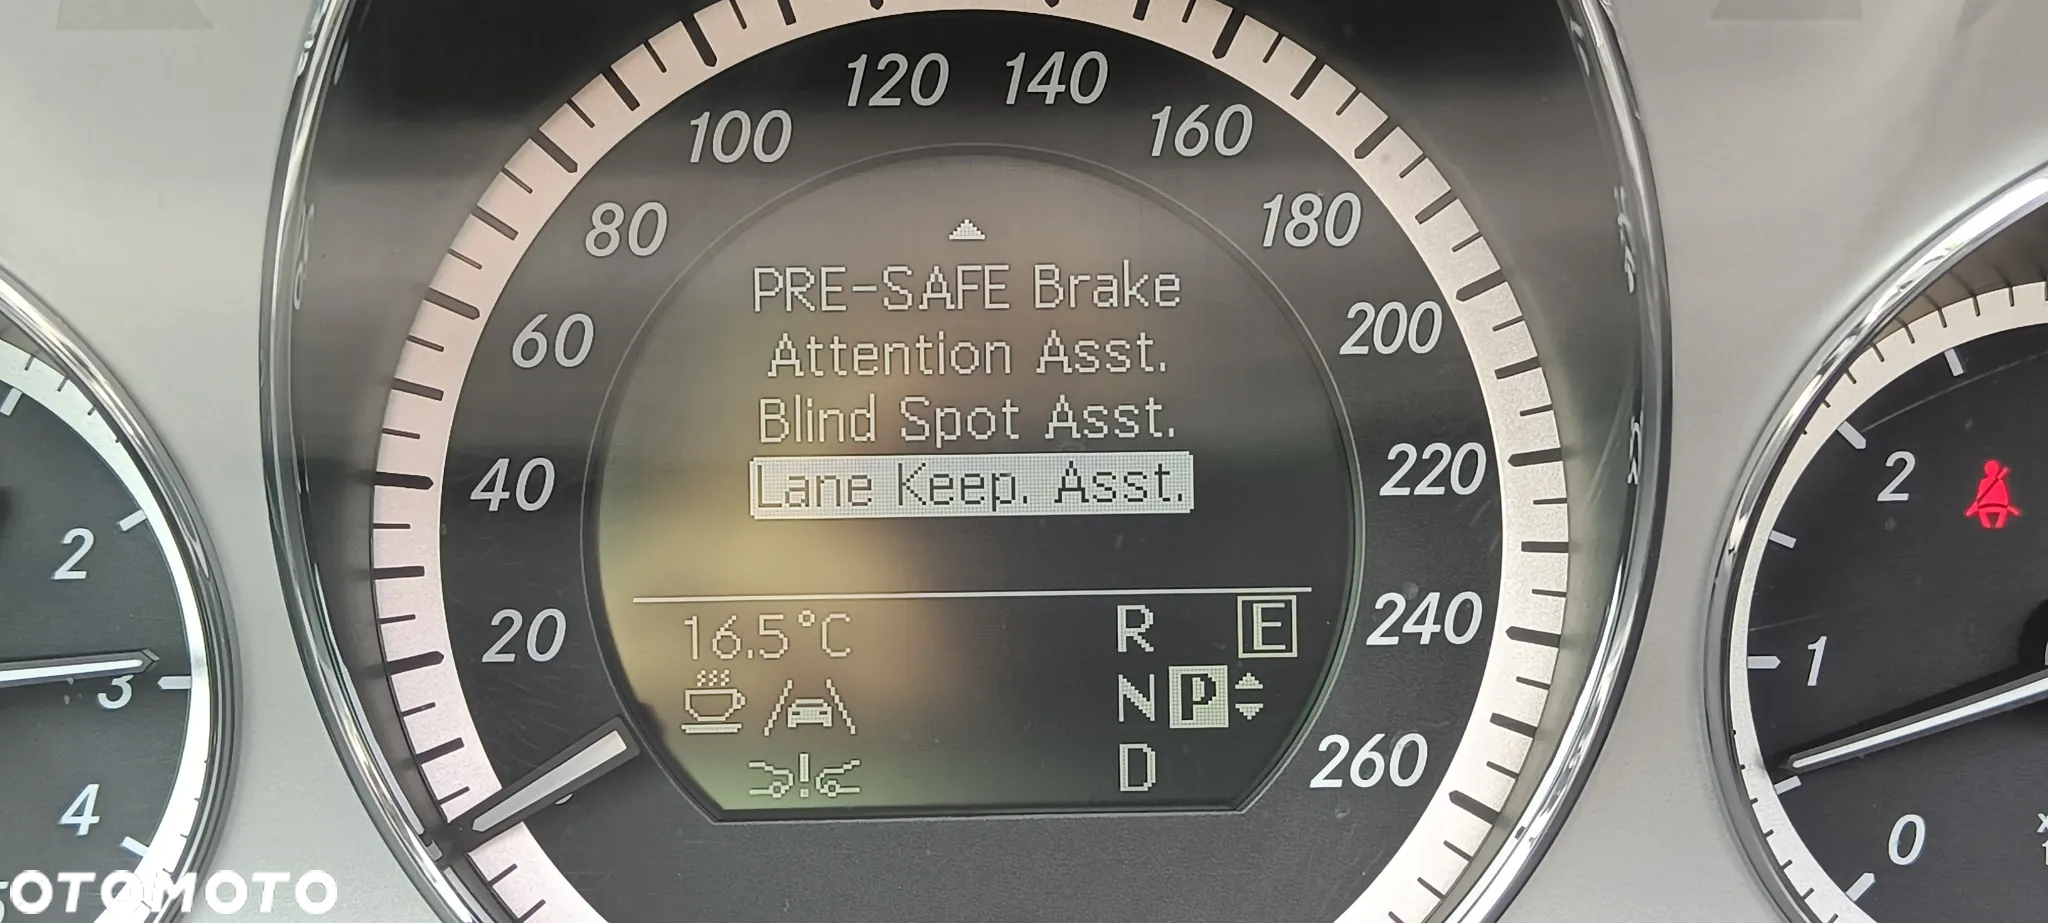 120 140
100 160
80 180
60 200
40 220
20 240
260
PRE-SAFE Brake
Attention Asst.
Blind Spot Asst.
Lane Keep. Asst.
16.5°C
R E
N P
D
2
3
4
2
1
0
OTOMOTO